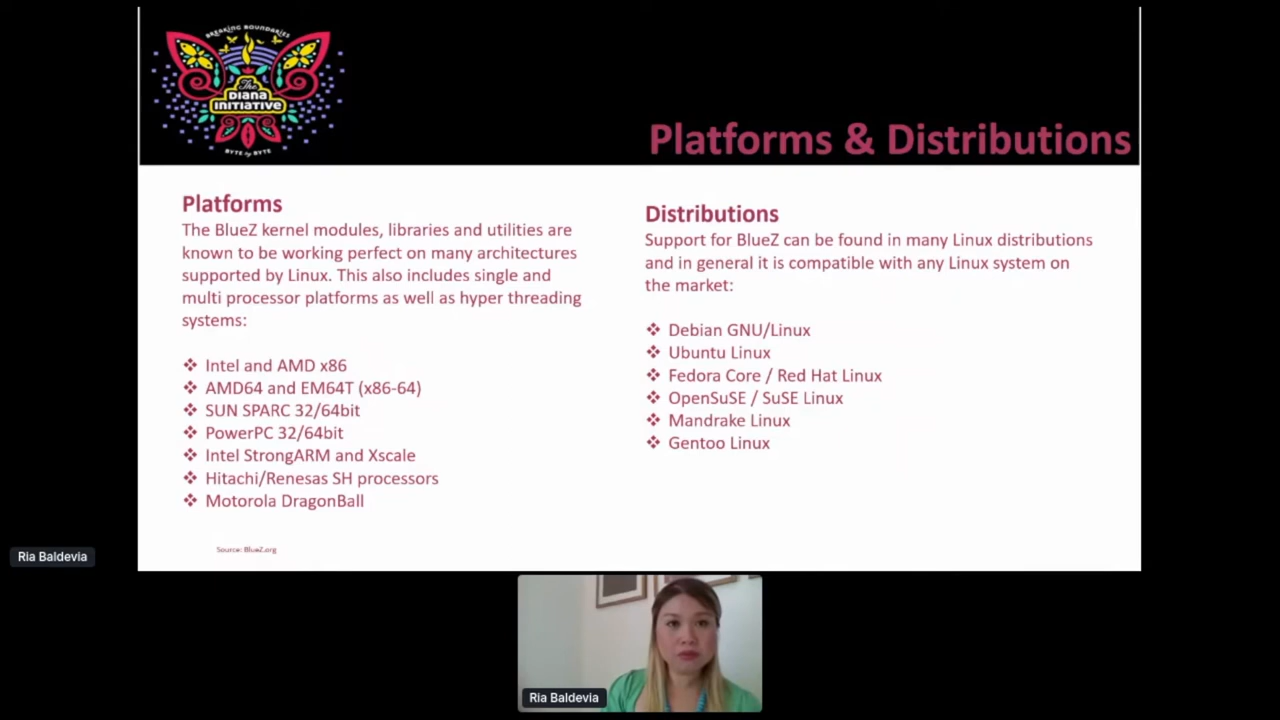 BREAKING BOUNDARIES
The
DIANA
INITIATIVE
BYTE by BYTE
Platforms & Distributions
Platforms
The BlueZ kernel modules, libraries and utilities are
known to be working perfect on many architectures
supported by Linux. This also includes single and
multi processor platforms as well as hyper threading
systems:
❖ Intel and AMD x86
❖ AMD64 and EM64T (x86-64)
❖ SUN SPARC 32/64bit
❖ PowerPC 32/64bit
❖ Intel StrongARM and Xscale
❖ Hitachi/Renesas SH processors
❖ Motorola DragonBall
Source: BlueZ.org
Distributions
Support for BlueZ can be found in many Linux distributions
and in general it is compatible with any Linux system on
the market:
❖ Debian GNU/Linux
❖ Ubuntu Linux
❖ Fedora Core / Red Hat Linux
❖ OpenSuSE / SuSE Linux
❖ Mandrake Linux
❖ Gentoo Linux
Ria Baldevia
Ria Baldevia